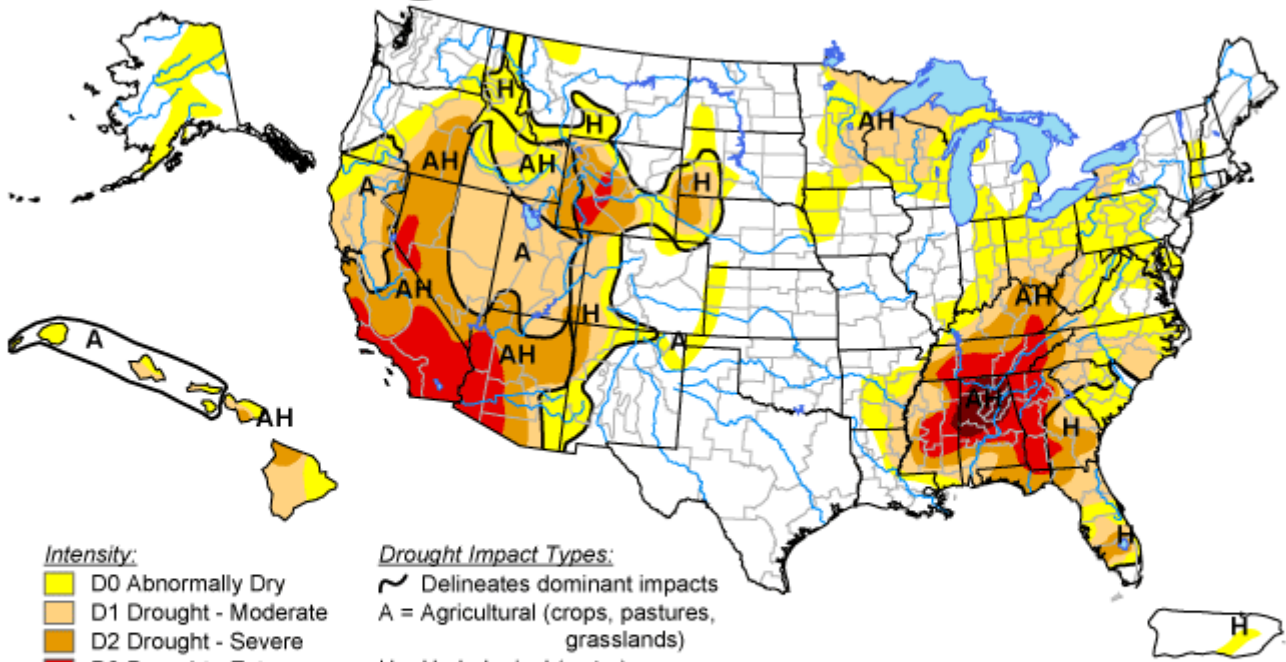 H
H
AH
AH
AH
A
H
A
A
AH
H
A
AH
AH
A
AH
AH
H
H
H
Intensity:
D0 Abnormally Dry
D1 Drought - Moderate
D2 Drought - Severe
Drought Impact Types:
Delineates dominant impacts
A = Agricultural (crops, pastures,
grasslands)